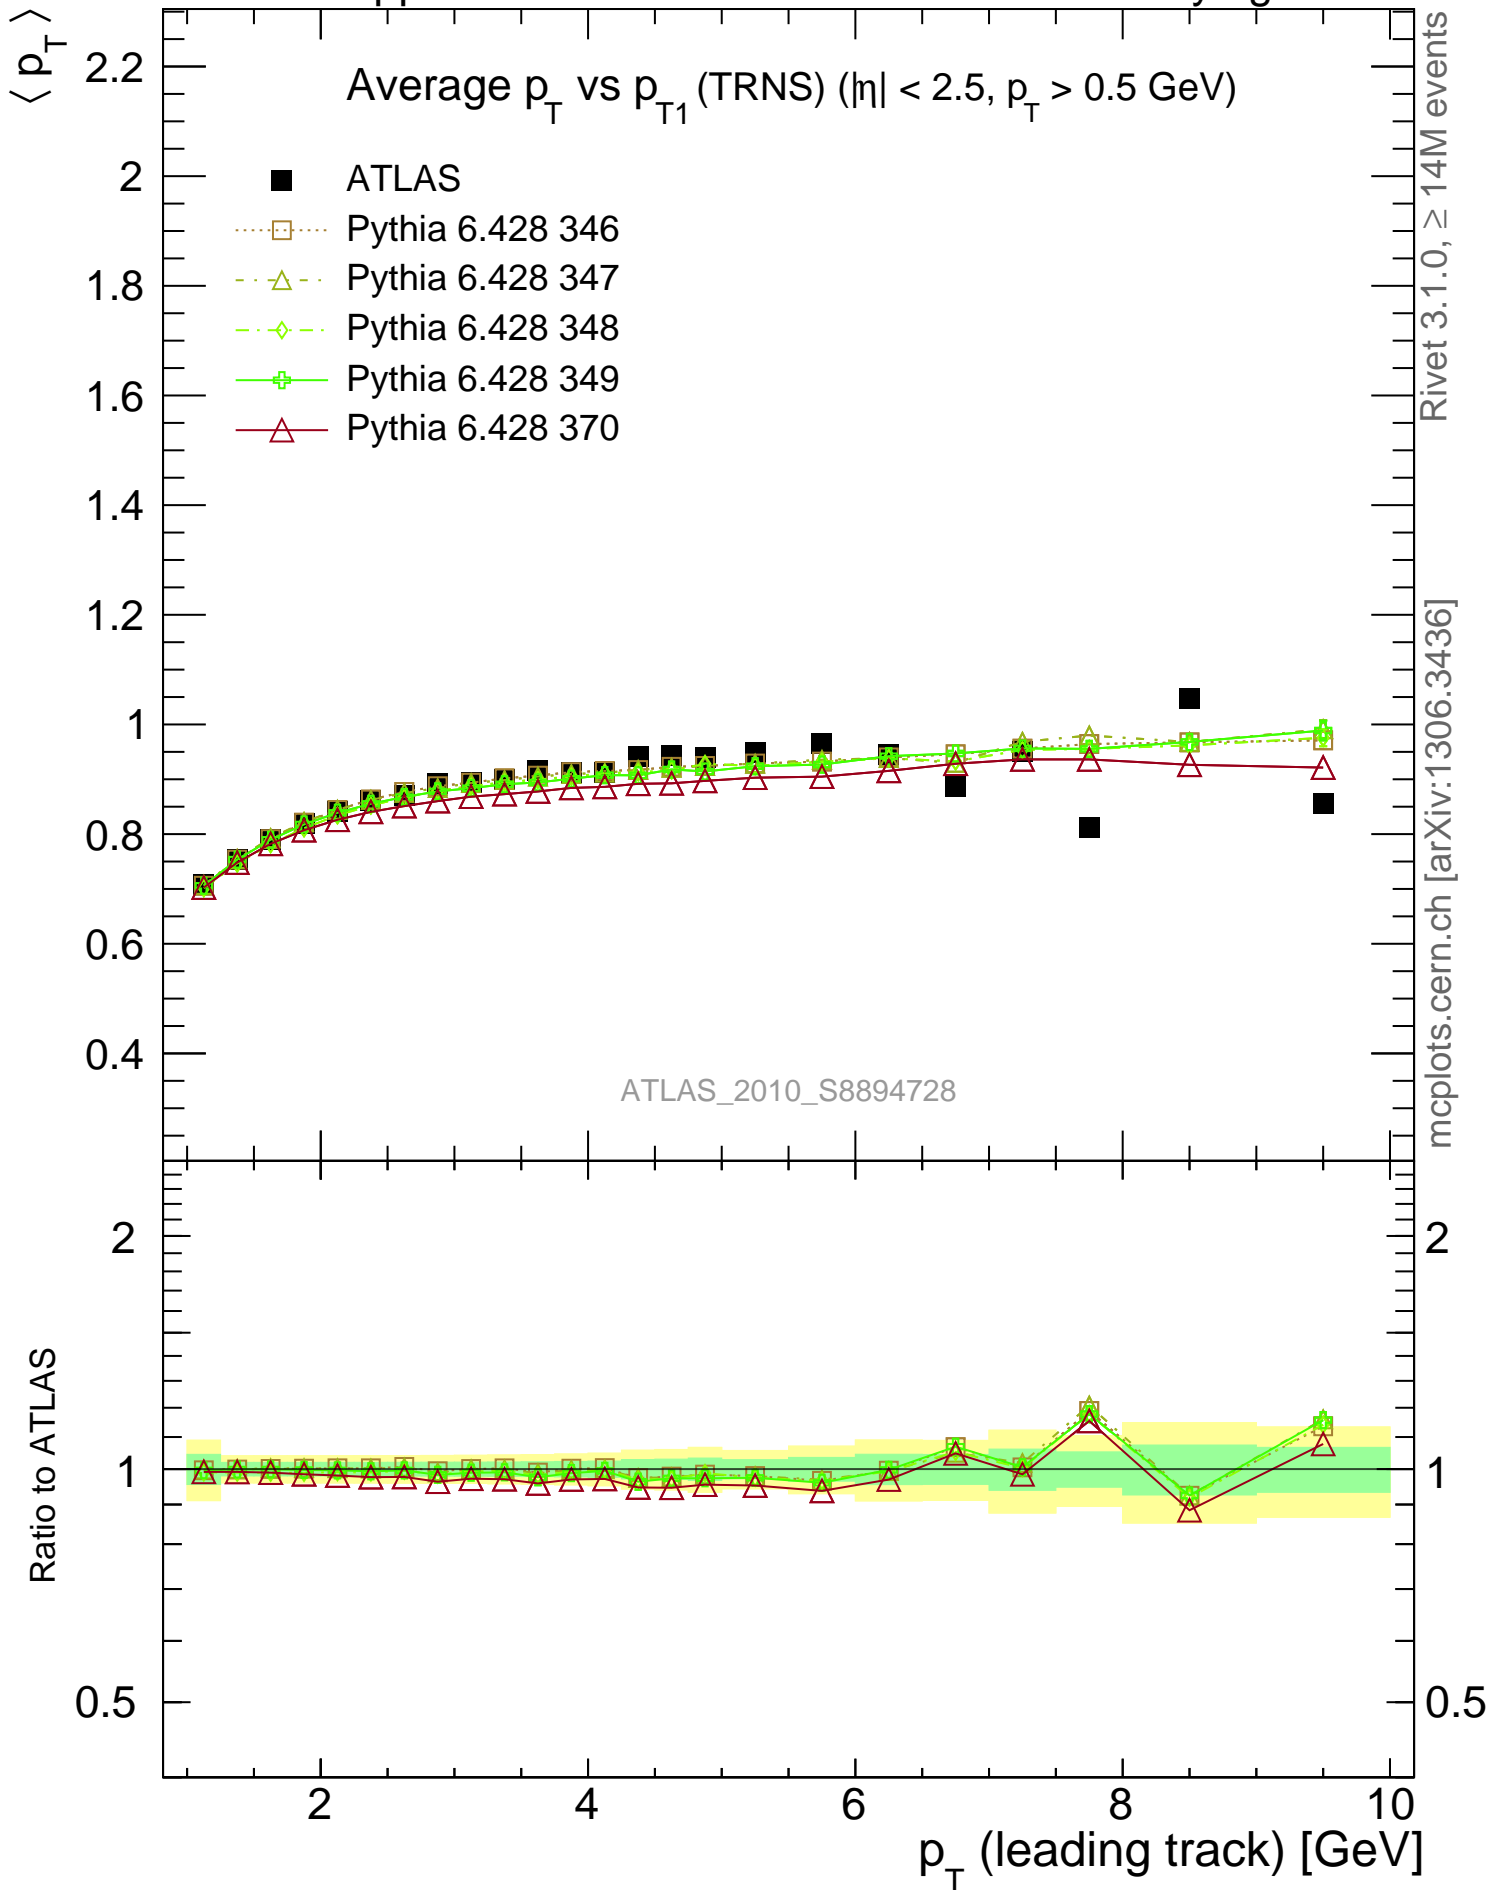 ⟨ p_T ⟩
Average p_T vs p_T1 (TRNS) (|η| < 2.5, p_T > 0.5 GeV)
ATLAS
Pythia 6.428 346
Pythia 6.428 347
Pythia 6.428 348
Pythia 6.428 349
Pythia 6.428 370
2.2
2
1.8
1.6
1.4
1.2
1
0.8
0.6
0.4
ATLAS_2010_S8894728
Rivet 3.1.0, ≥ 14M events
mcplots.cern.ch [arXiv:1306.3436]
Ratio to ATLAS
2
1
0.5
2
1
0.5
2
4
6
8
10
p_T (leading track) [GeV]